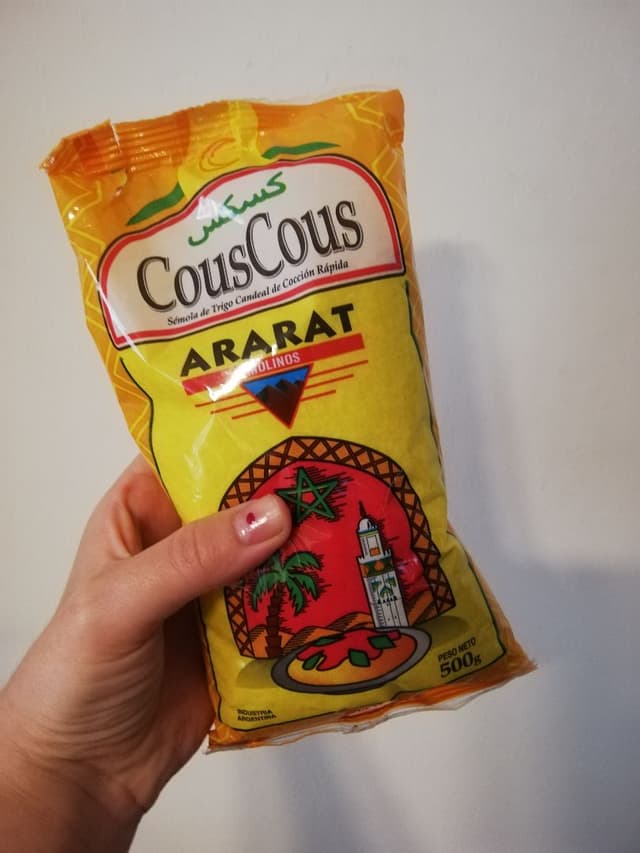 كسكس
CousCous
Sémola de Trigo Candeal de Cocción Rápida
ARARAT
MOLINOS
PESO NETO
500g
INDUSTRIA
ARGENTINA